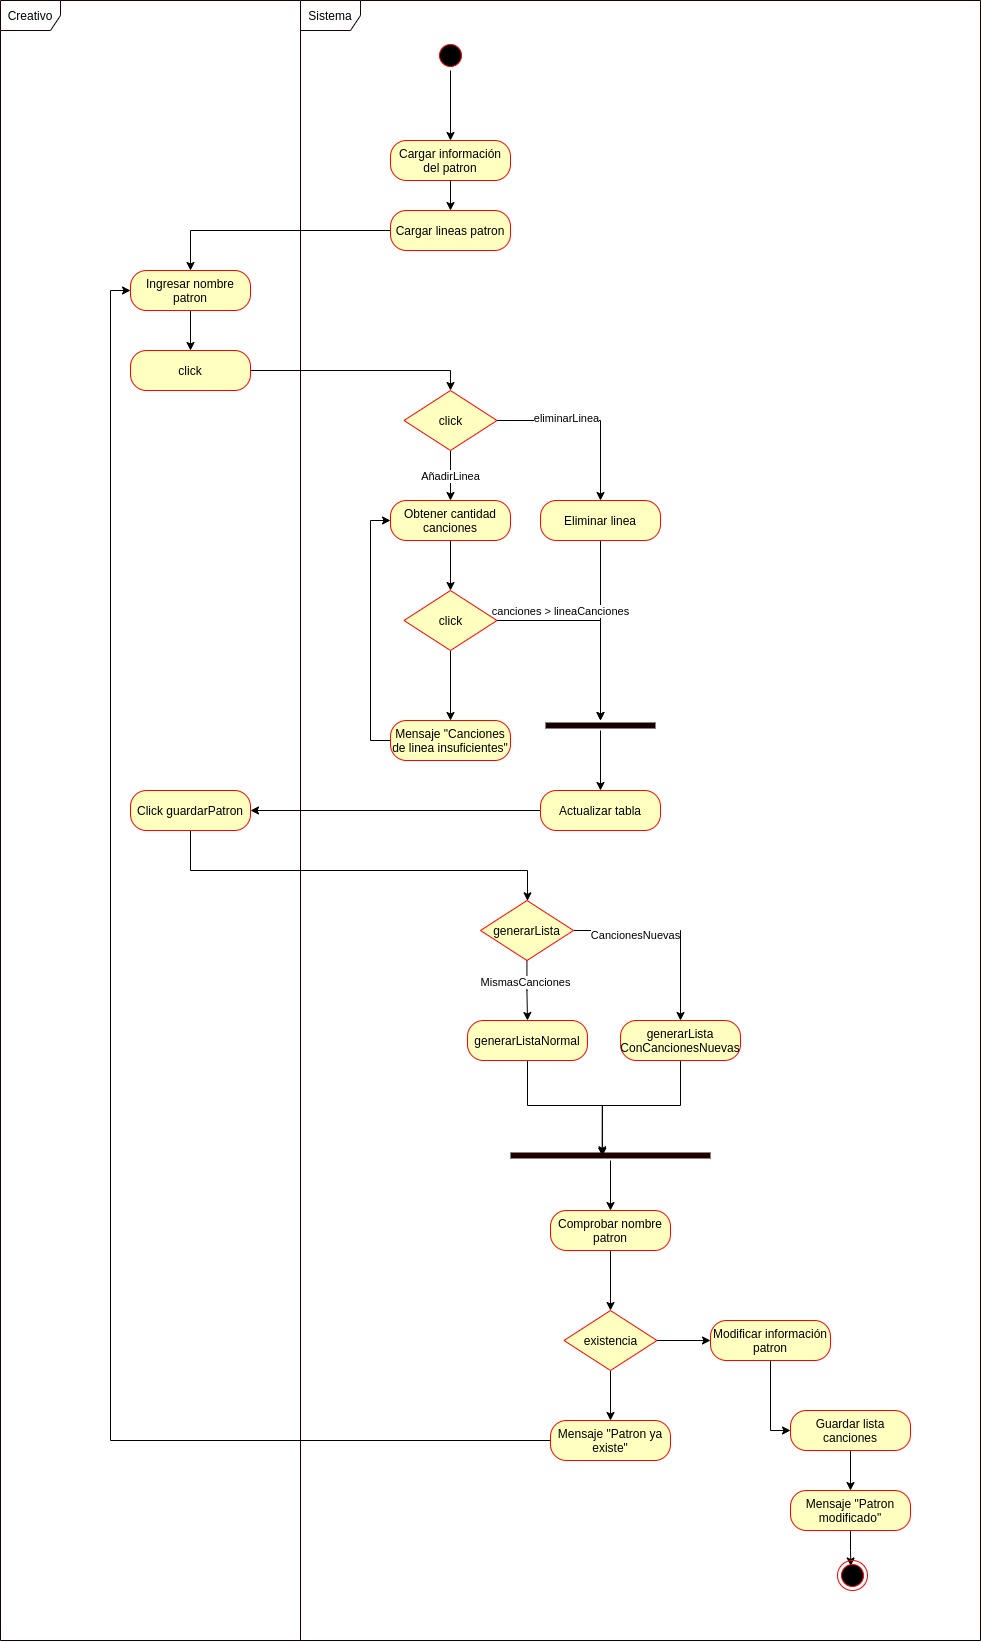 Creativo
Sistema
Cargar información
del patron
Cargar lineas patron
Ingresar nombre
patron
click
click
eliminarLinea
AñadirLinea
Obtener cantidad
canciones
Eliminar linea
canciones > lineaCanciones
click
Mensaje "Canciones
de linea insuficientes"
Click guardarPatron
Actualizar tabla
generarLista
CancionesNuevas
MismasCanciones
generarListaNormal
generarLista
ConCancionesNuevas
Comprobar nombre
patron
existencia
Modificar información
patron
Mensaje "Patron ya
existe"
Guardar lista
canciones
Mensaje "Patron
modificado"